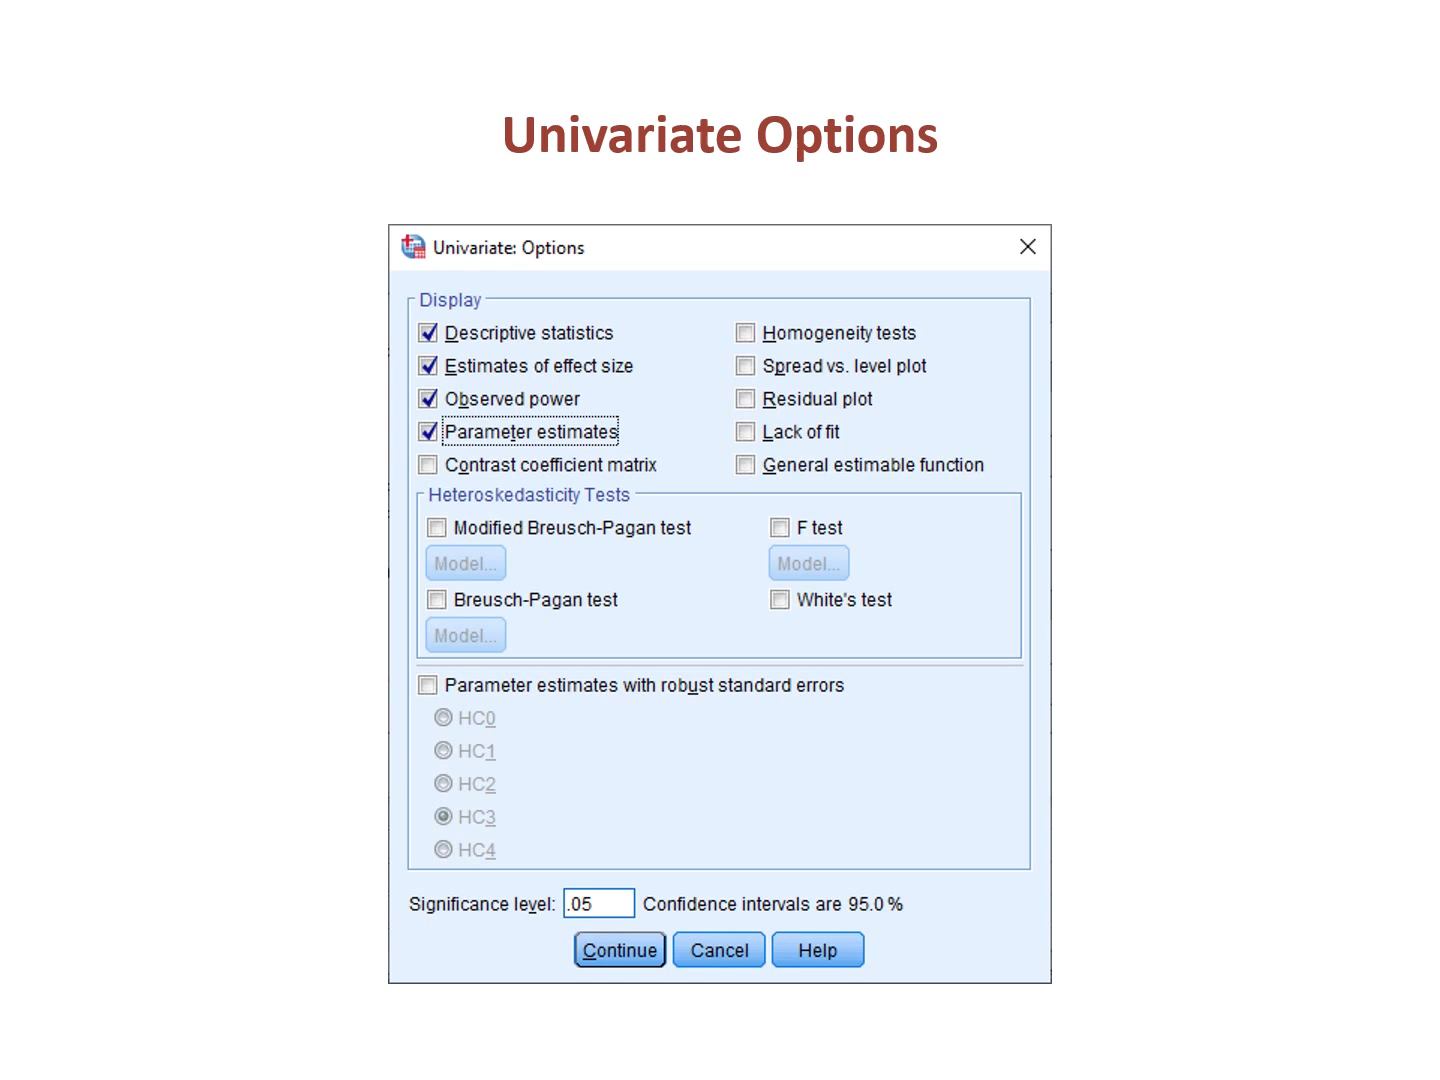 Univariate Options
Univariate: Options
Display
Descriptive statistics
Homogeneity tests
Estimates of effect size
Spread vs. level plot
Observed power
Residual plot
Parameter estimates
Lack of fit
Contrast coefficient matrix
General estimable function
Heteroskedasticity Tests
Modified Breusch-Pagan test
F test
Model...
Model...
Breusch-Pagan test
White's test
Model...
Parameter estimates with robust standard errors
HC0
HC1
HC2
HC3
HC4
Significance level: .05 Confidence intervals are 95.0 %
Continue Cancel Help